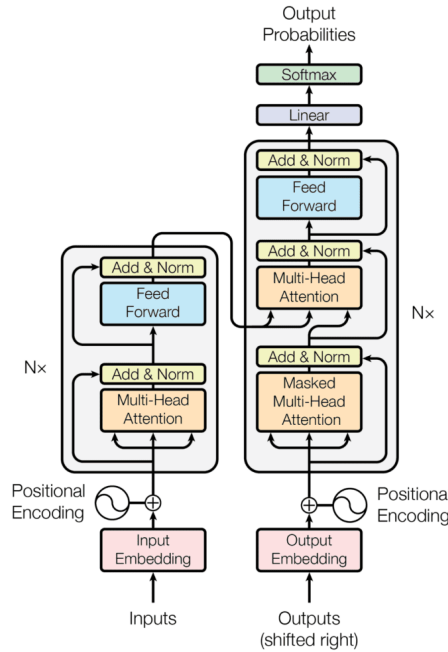 Output
Probabilities
Softmax
Linear
Add & Norm
Feed
Forward
Add & Norm
Multi-Head
Attention
Add & Norm
Masked
Multi-Head
Attention
N×
Add & Norm
Feed
Forward
Add & Norm
Multi-Head
Attention
N×
Positional
Encoding
Input
Embedding
Inputs
Positional
Encoding
Output
Embedding
Outputs
(shifted right)